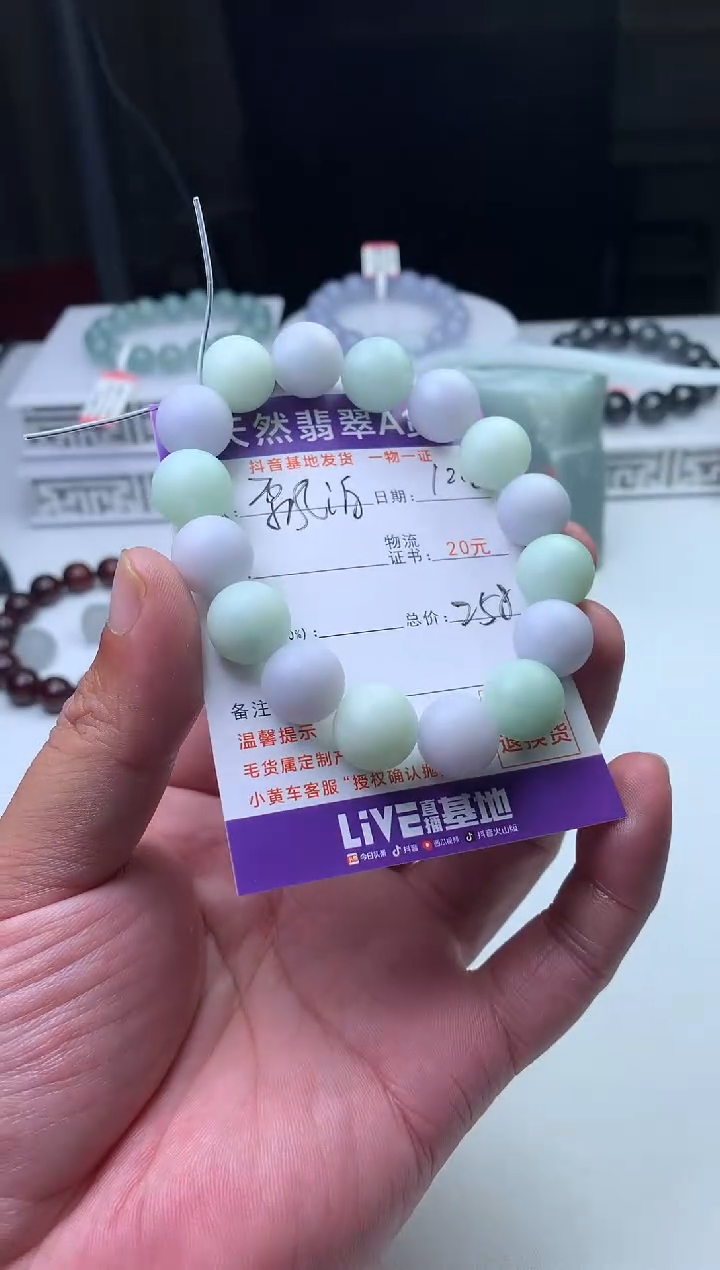 天然翡翠A货
抖音基地发货 一物一证
日期：12.
物流
证书：20元
总价：258
备注
温馨提示
毛货属定制产
小黄车客服“授权确认抛
退换货
LiVE直播基地
今日头条 抖音 西瓜视频 抖音火山版